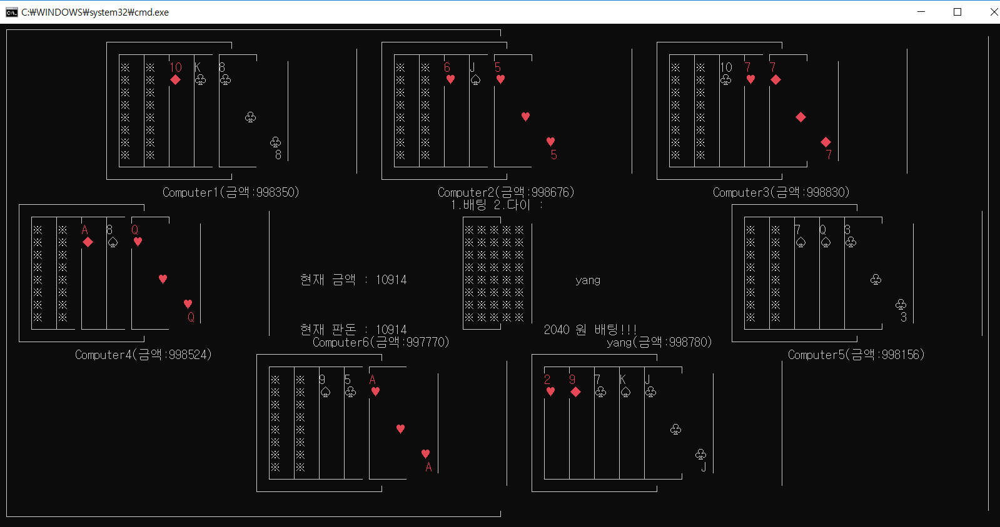 C:₩WINDOWS₩system32₩cmd.exe
※ ※ 10 K 8
※ ※ ◆ ♧ ♧
※ ※
※ ※
※ ※ ♧
※ ※
※ ※ ♧
※ ※ 8
Computer1(금액:998350)
※ ※ 6 J 5
※ ※ ♥ ♤ ♥
※ ※
※ ※
※ ※ ♥
※ ※
※ ※ ♥
※ ※ 5
Computer2(금액:998676)
※ ※ 10 7 7
※ ※ ♧ ♥ ◆
※ ※
※ ※
※ ※ ◆
※ ※
※ ※ ◆
※ ※ 7
Computer3(금액:998830)
1.배팅 2.다이 :
※ ※ A 8 Q
※ ※ ◆ ♤ ♥
※ ※
※ ※
※ ※ ♥
※ ※
※ ※ ♥
※ ※ Q
Computer4(금액:998524)
※※※※※
※※※※※
※※※※※
※※※※※
현재 금액 : 10914 ※※※※※ yang
※※※※※
※※※※※
※※※※※
현재 판돈 : 10914 2040 원 배팅!!!
※ ※ 7 Q 3
※ ※ ♤ ♤ ♧
※ ※
※ ※
※ ※ ♧
※ ※
※ ※ ♧
※ ※ 3
Computer5(금액:998156)
Computer6(금액:997770)
※ ※ 9 5 A
※ ※ ♤ ♧ ♥
※ ※
※ ※
※ ※ ♥
※ ※
※ ※ ♥
※ ※ A
yang(금액:998780)
2 9 7 K J
♥ ◆ ♧ ♤ ♧
♧
♧
J